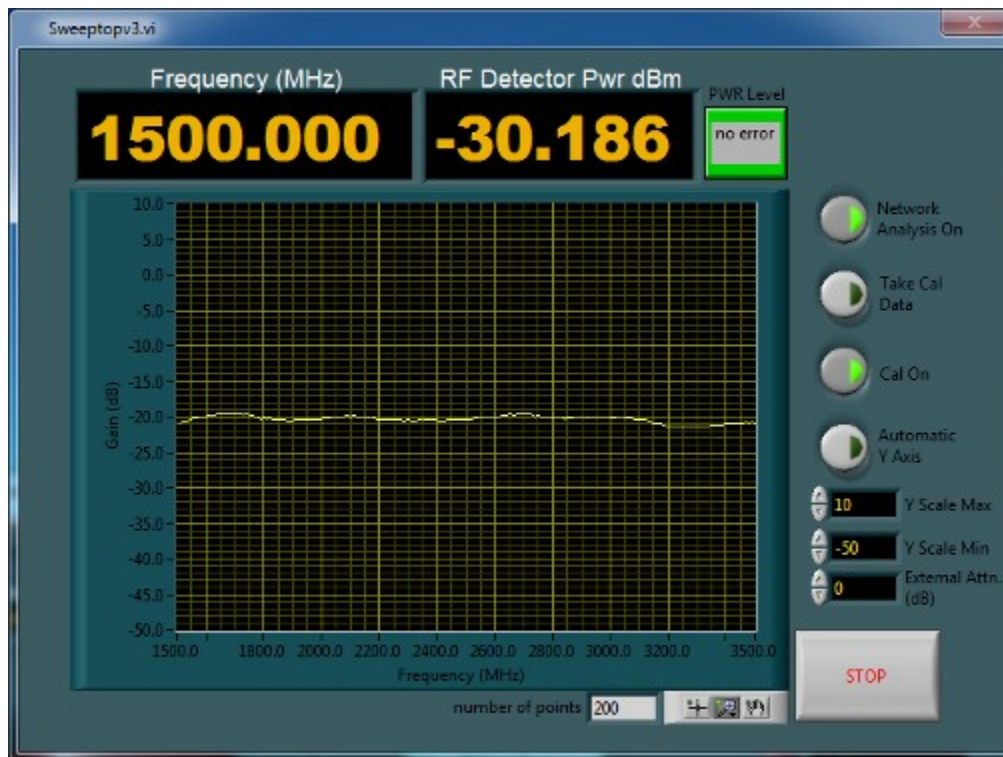 Sweeptopv3.vi
Frequency (MHz)
RF Detector Pwr dBm
PWR Level
1500.000
-30.186
no error
10.0
5.0
0.0
-5.0
-10.0
-15.0
-20.0
-25.0
-30.0
-35.0
-40.0
-45.0
-50.0
Gain (dB)
1500.0 1800.0 2000.0 2200.0 2400.0 2600.0 2800.0 3000.0 3200.0 3500.0
Frequency (MHz)
number of points 200
Network
Analysis On
Take Cal
Data
Cal On
Automatic
Y Axis
10 Y Scale Max
-50 Y Scale Min
0 External Attn..
(dB)
STOP